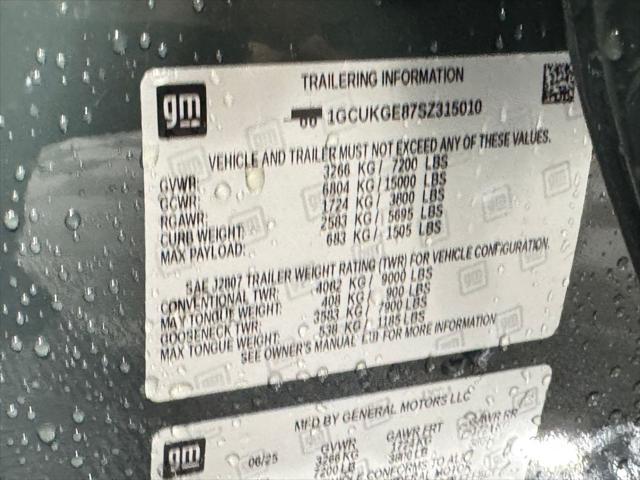 gm
TRAILERING INFORMATION
1GCUKGE87SZ315010
VEHICLE AND TRAILER MUST NOT EXCEED ANY OF THESE VALUES.
GVWR: 3266 KG / 7200 LBS
GCWR: 6804 KG / 15000 LBS
RGAWR: 1724 KG / 3800 LBS
CURB WEIGHT: 2583 KG / 5695 LBS
MAX PAYLOAD: 683 KG / 1505 LBS
SAE J2807 TRAILER WEIGHT RATING (TWR) FOR VEHICLE CONFIGURATION.
CONVENTIONAL TWR: 4082 KG / 9000 LBS
MAX TONGUE WEIGHT: 408 KG / 900 LBS
GOOSENECK TWR: 3583 KG / 7900 LBS
MAX TONGUE WEIGHT: 538 KG / 1185 LBS
SEE OWNER'S MANUAL FOR MORE INFORMATION
gm
MFD BY GENERAL MOTORS LLC
06/25 GVWR GAWR FRT GAWR RR
3266 KG
7200 LB